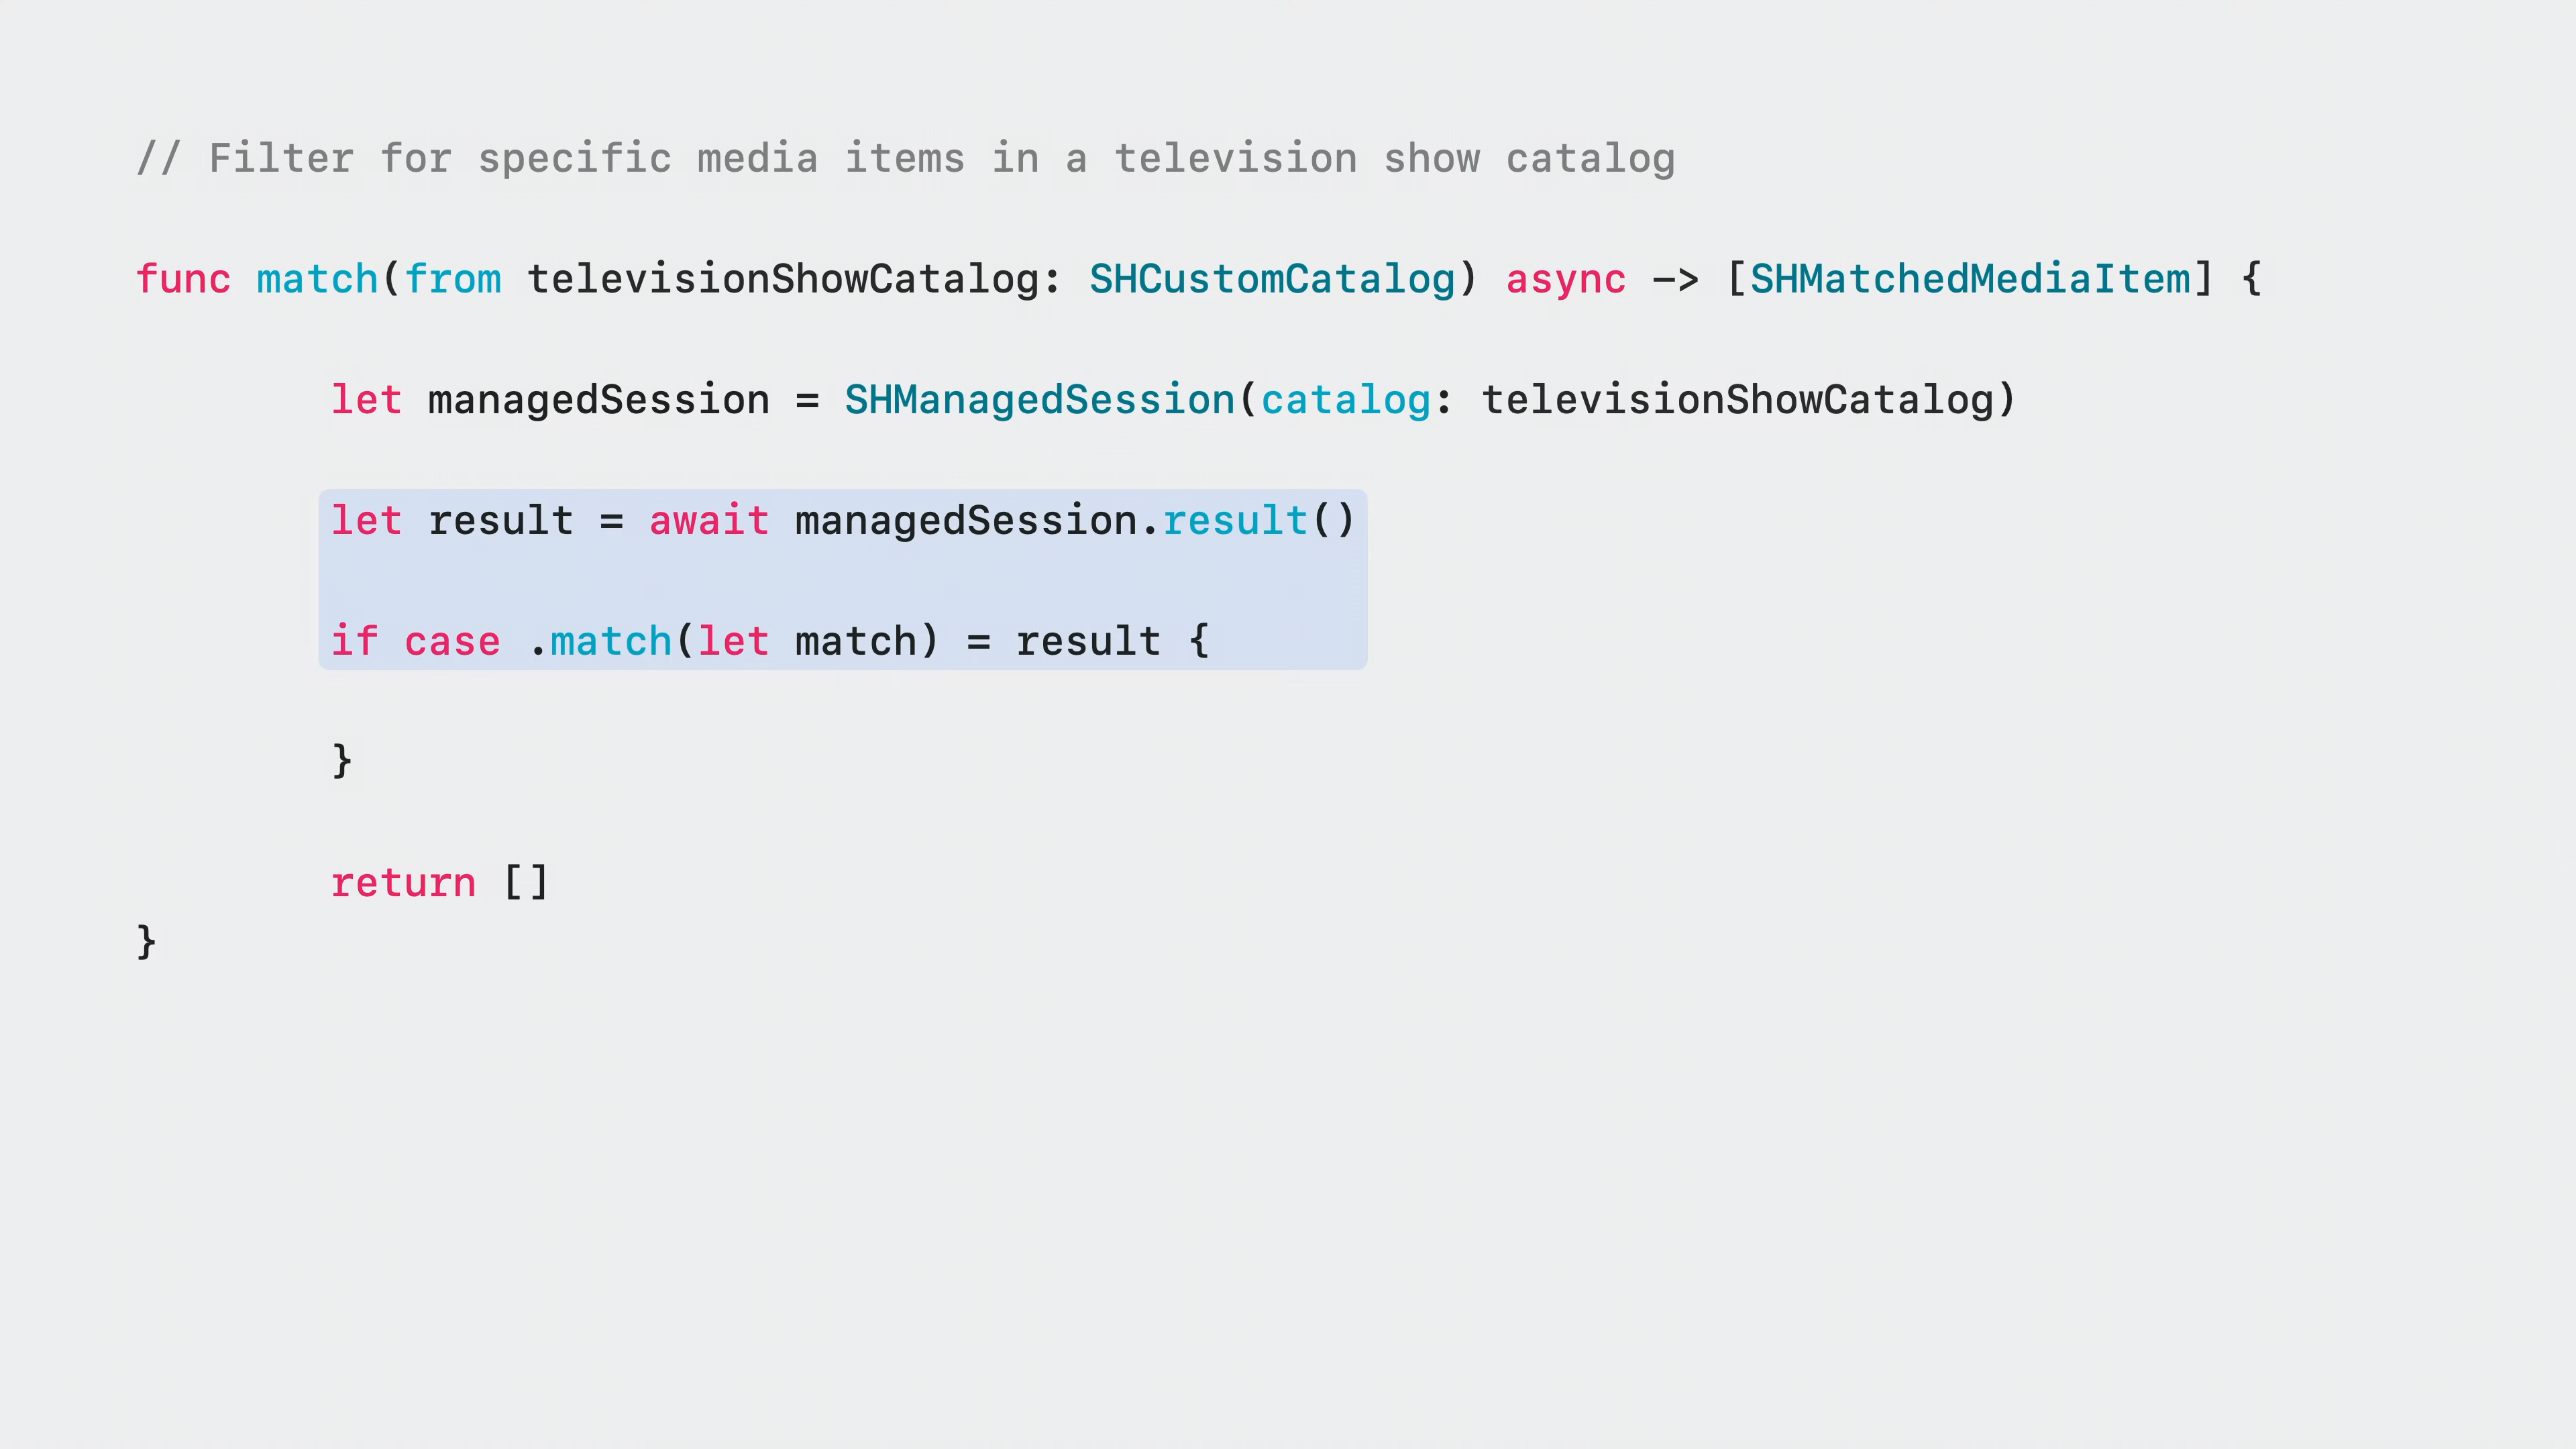 // Filter for specific media items in a television show catalog
func match(from televisionShowCatalog: SHCustomCatalog) async -> [SHMatchedMediaItem] {
let managedSession = SHManagedSession(catalog: televisionShowCatalog)
let result = await managedSession.result()
if case .match(let match) = result {
}
return []
}